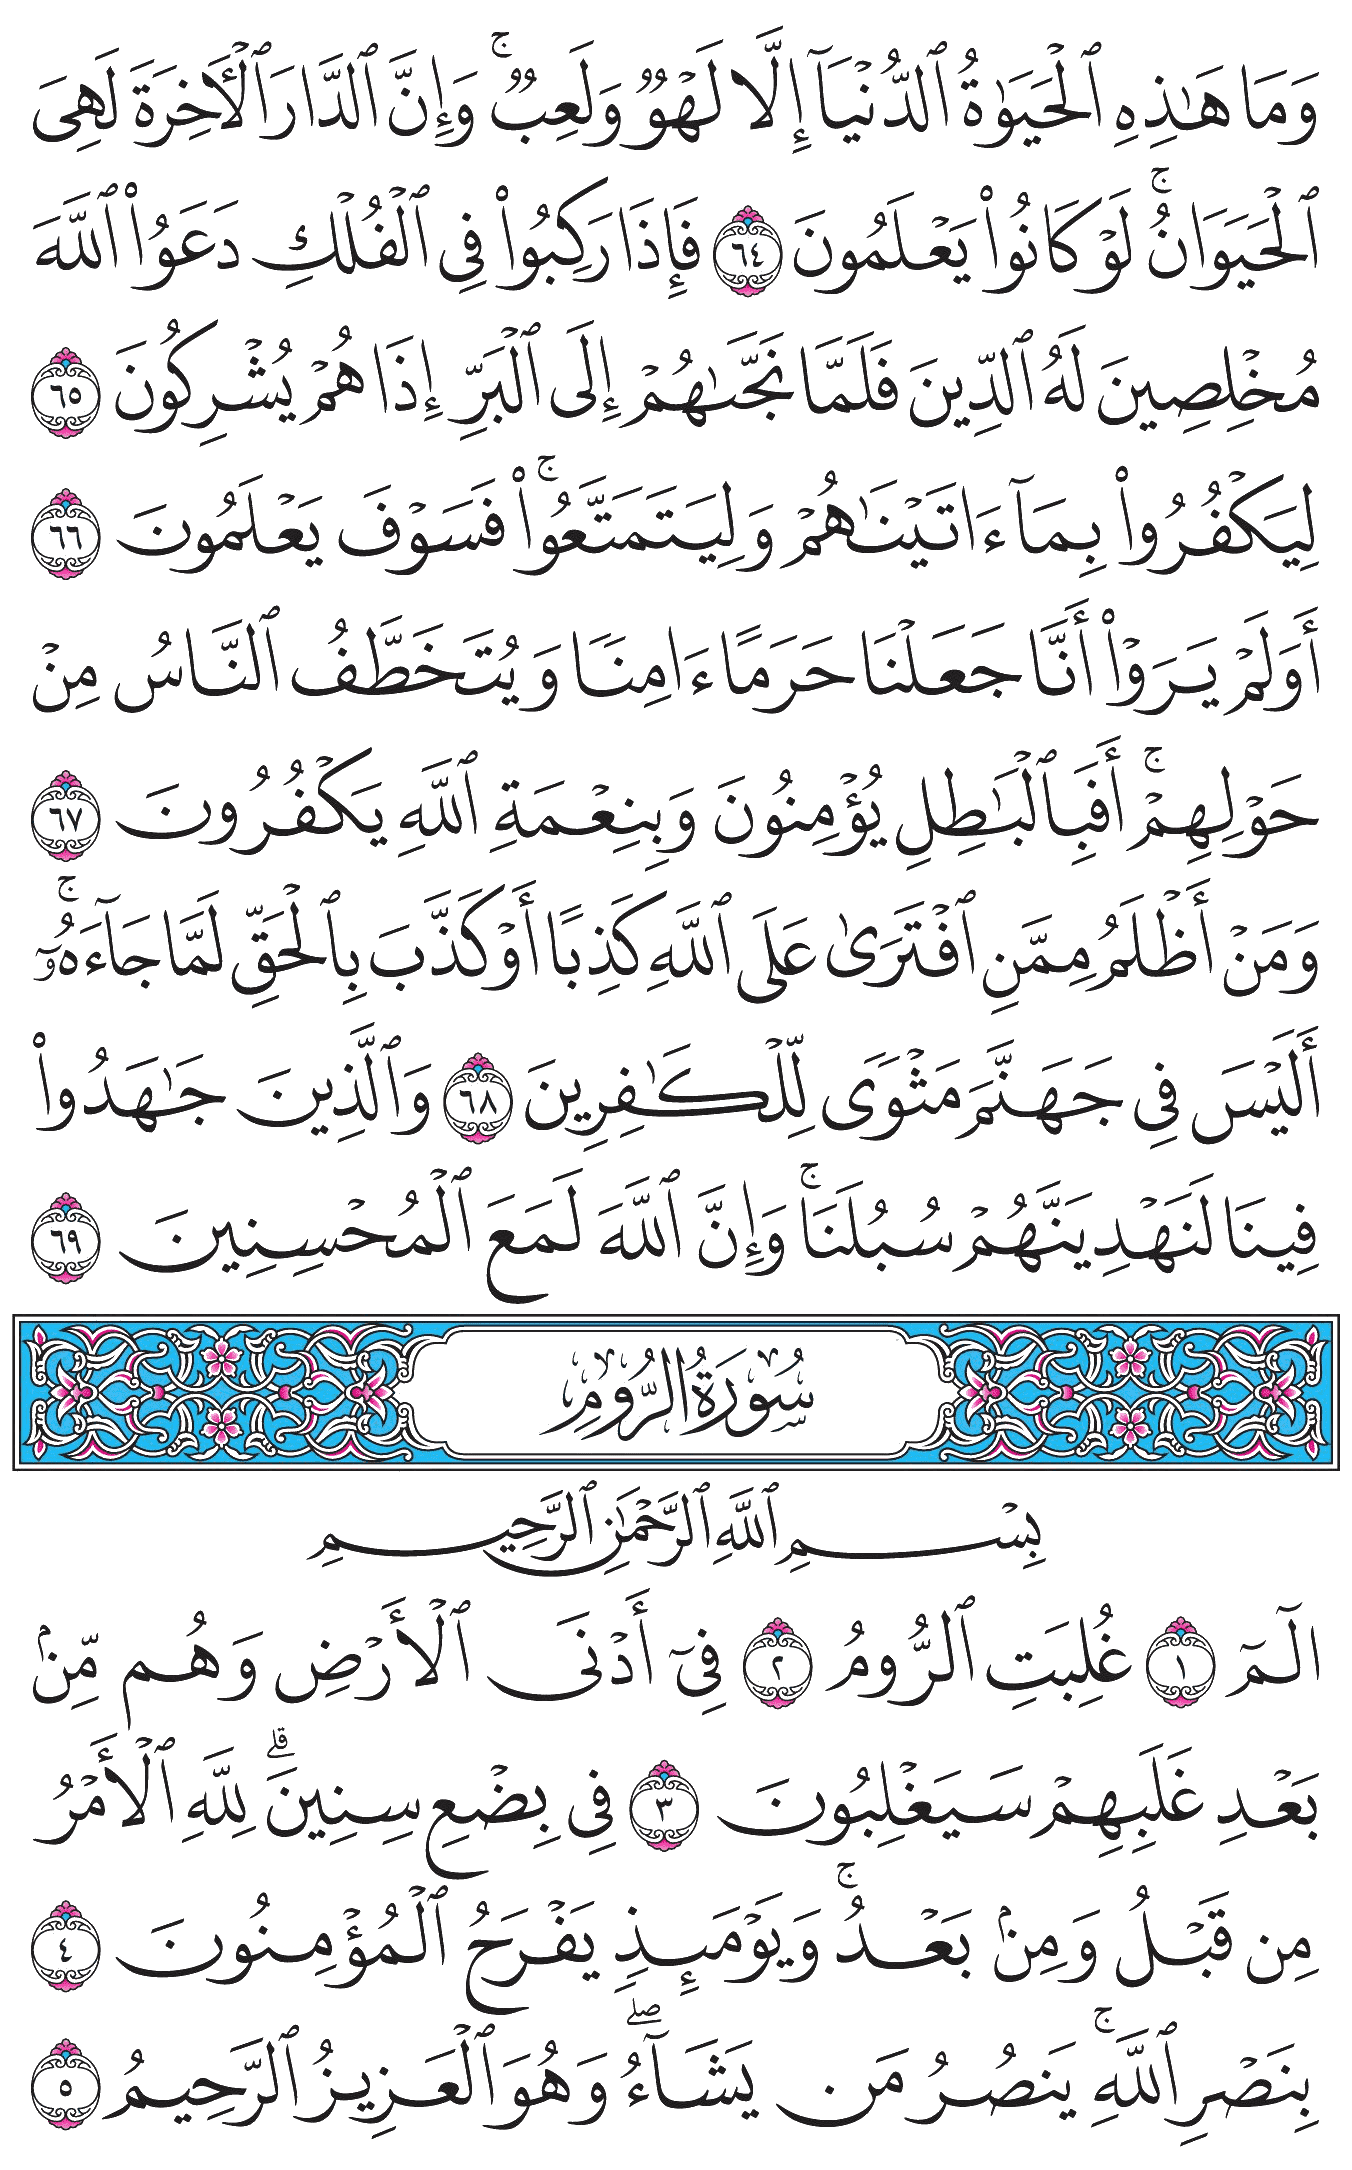 وَمَا هَٰذِهِ ٱلْحَيَوٰةُ ٱلدُّنْيَآ إِلَّا لَهْوٌ وَلَعِبٌ ۚ وَإِنَّ ٱلدَّارَ ٱلْأَخِرَةَ لَهِىَ
ٱلْحَيَوَانُ ۚ لَوْ كَانُوا۟ يَعْلَمُونَ ٦٤ فَإِذَا رَكِبُوا۟ فِى ٱلْفُلْكِ دَعَوُا۟ ٱللَّهَ
مُخْلِصِينَ لَهُ ٱلدِّينَ فَلَمَّا نَجَّىٰهُمْ إِلَى ٱلْبَرِّ إِذَا هُمْ يُشْرِكُونَ ٦٥
لِيَكْفُرُوا۟ بِمَآ ءَاتَيْنَٰهُمْ وَلِيَتَمَتَّعُوا۟ ۚ فَسَوْفَ يَعْلَمُونَ ٦٦
أَوَلَمْ يَرَوْا۟ أَنَّا جَعَلْنَا حَرَمًا ءَامِنًا وَيُتَخَطَّفُ ٱلنَّاسُ مِنْ
حَوْلِهِمْ ۚ أَفَبِٱلْبَٰطِلِ يُؤْمِنُونَ وَبِنِعْمَةِ ٱللَّهِ يَكْفُرُونَ ٦٧
وَمَنْ أَظْلَمُ مِمَّنِ ٱفْتَرَىٰ عَلَى ٱللَّهِ كَذِبًا أَوْ كَذَّبَ بِٱلْحَقِّ لَمَّا جَآءَهُۥٓ ۚ
أَلَيْسَ فِى جَهَنَّمَ مَثْوًى لِّلْكَٰفِرِينَ ٦٨ وَٱلَّذِينَ جَٰهَدُوا۟
فِينَا لَنَهْدِيَنَّهُمْ سُبُلَنَا ۚ وَإِنَّ ٱللَّهَ لَمَعَ ٱلْمُحْسِنِينَ ٦٩
سُورَةُ الرُّومِ
بِسْمِ ٱللَّهِ ٱلرَّحْمَٰنِ ٱلرَّحِيمِ
الٓمٓ ١ غُلِبَتِ ٱلرُّومُ ٢ فِىٓ أَدْنَى ٱلْأَرْضِ وَهُم مِّنۢ
بَعْدِ غَلَبِهِمْ سَيَغْلِبُونَ ٣ فِى بِضْعِ سِنِينَ ۗ لِلَّهِ ٱلْأَمْرُ
مِن قَبْلُ وَمِنۢ بَعْدُ ۚ وَيَوْمَئِذٍ يَفْرَحُ ٱلْمُؤْمِنُونَ ٤
بِنَصْرِ ٱللَّهِ ۚ يَنصُرُ مَن يَشَآءُ ۖ وَهُوَ ٱلْعَزِيزُ ٱلرَّحِيمُ ٥